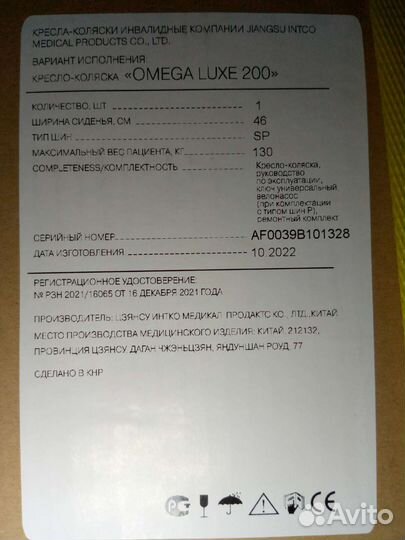 КРЕСЛА-КОЛЯСКИ ИНВАЛИДНЫЕ КОМПАНИИ JIANGSU INTCO
MEDICAL PRODUCTS CO., LTD.
ВАРИАНТ ИСПОЛНЕНИЯ:
КРЕСЛО-КОЛЯСКА «OMEGA LUXE 200»
КОЛИЧЕСТВО, ШТ 1
ШИРИНА СИДЕНЬЯ, СМ 46
ТИП ШИН SP
МАКСИМАЛЬНЫЙ ВЕС ПАЦИЕНТА, КГ 130
COMPLETENESS/КОМПЛЕКТНОСТЬ Кресло-коляска,
руководство
по эксплуатации,
ключ универсальный
велонасос
(при комплектации
с типом шин P),
ремонтный комплект
СЕРИЙНЫЙ НОМЕР AF0039B101328
ДАТА ИЗГОТОВЛЕНИЯ 10.2022
РЕГИСТРАЦИОННОЕ УДОСТОВЕРЕНИЕ:
№ РЗН 2021/16065 ОТ 16 ДЕКАБРЯ 2021 ГОДА
ПРОИЗВОДИТЕЛЬ: ЦЗЯНСУ ИНТКО МЕДИКАЛ ПРОДАКТС КО., ЛТД.,КИТАЙ.
МЕСТО ПРОИЗВОДСТВА МЕДИЦИНСКОГО ИЗДЕЛИЯ: КИТАЙ, 212132,
ПРОВИНЦИЯ ЦЗЯНСУ ДАГАН ЧЖЭНЬЦЗЯН, ЯНДУНШАН РОУД, 77
СДЕЛАНО В КНР
CE
Avito